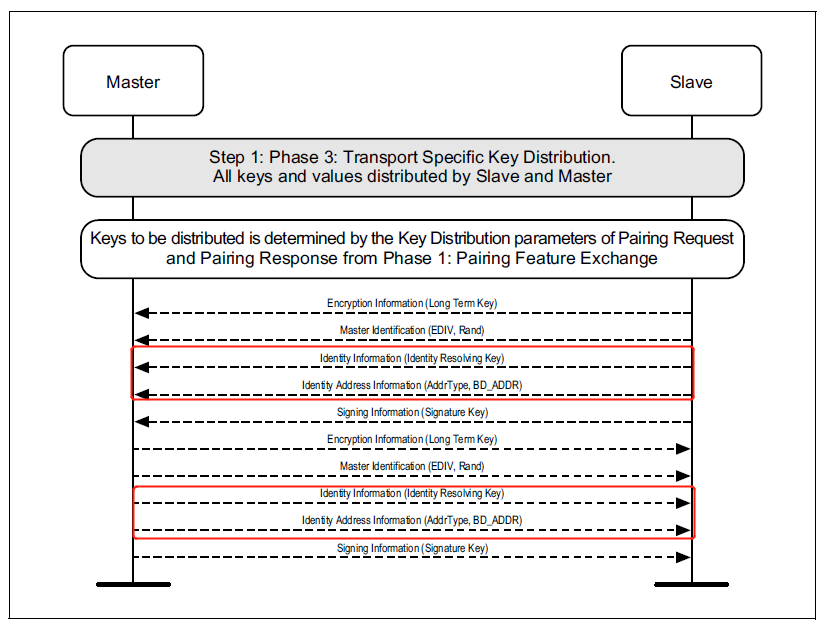 Master
Slave
Step 1: Phase 3: Transport Specific Key Distribution.
All keys and values distributed by Slave and Master
Keys to be distributed is determined by the Key Distribution parameters of Pairing Request
and Pairing Response from Phase 1: Pairing Feature Exchange
Encryption Information (Long Term Key)
Master Identification (EDIV, Rand)
Identity Information (Identity Resolving Key)
Identity Address Information (AddrType, BD_ADDR)
Signing Information (Signature Key)
Encryption Information (Long Term Key)
Master Identification (EDIV, Rand)
Identity Information (Identity Resolving Key)
Identity Address Information (AddrType, BD_ADDR)
Signing Information (Signature Key)